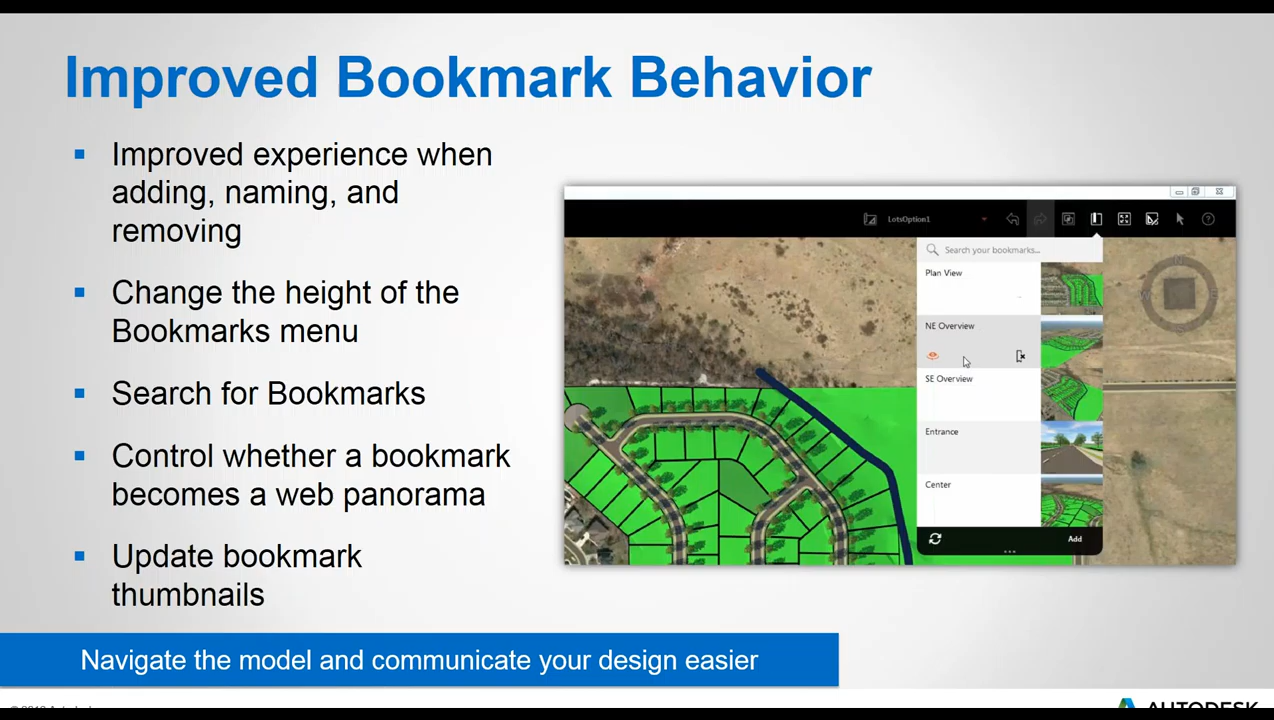 Improved Bookmark Behavior
Improved experience when
adding, naming, and
removing
Change the height of the
Bookmarks menu
Search for Bookmarks
Control whether a bookmark
becomes a web panorama
Update bookmark
thumbnails
LotsOption1
Search your bookmarks...
Plan View
NE Overview
SE Overview
Entrance
Center
Add
Navigate the model and communicate your design easier
AUTODESK